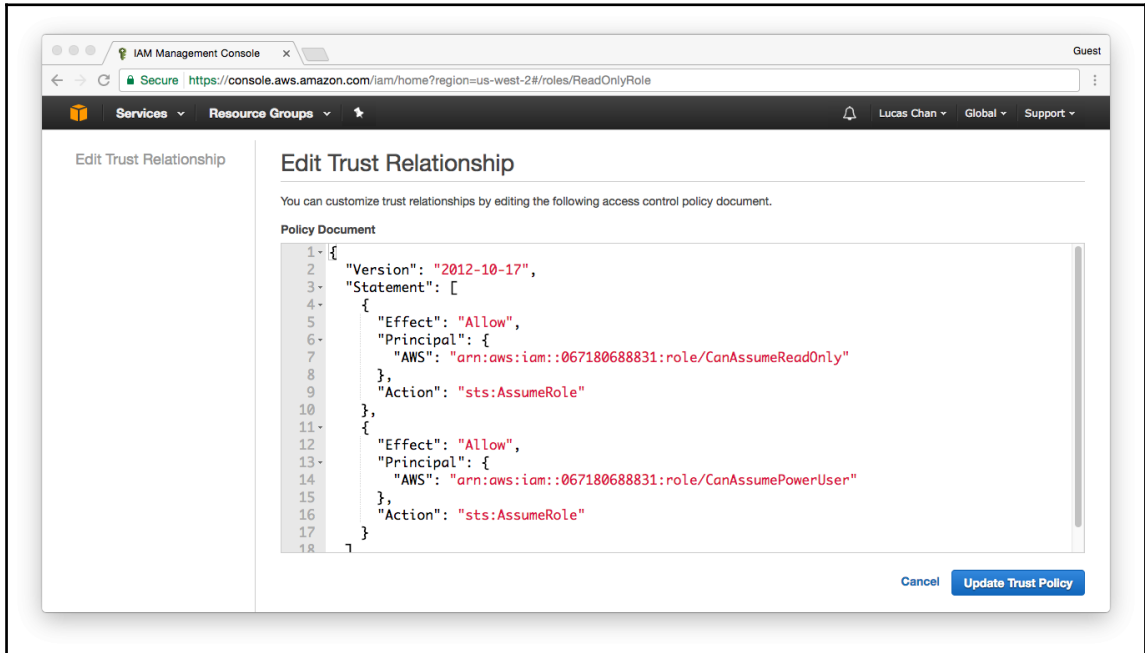 IAM Management Console
Guest
Secure https://console.aws.amazon.com/iam/home?region=us-west-2#/roles/ReadOnlyRole
Services Resource Groups Lucas Chan Global Support
Edit Trust Relationship
Edit Trust Relationship
You can customize trust relationships by editing the following access control policy document.
Policy Document
1 {
2 "Version": "2012-10-17",
3 "Statement": [
4 {
5 "Effect": "Allow",
6 "Principal": {
7 "AWS": "arn:aws:iam::067180688831:role/CanAssumeReadOnly"
8 },
9 "Action": "sts:AssumeRole"
10 },
11 {
12 "Effect": "Allow",
13 "Principal": {
14 "AWS": "arn:aws:iam::067180688831:role/CanAssumePowerUser"
15 },
16 "Action": "sts:AssumeRole"
17 }
18 ]
Cancel Update Trust Policy